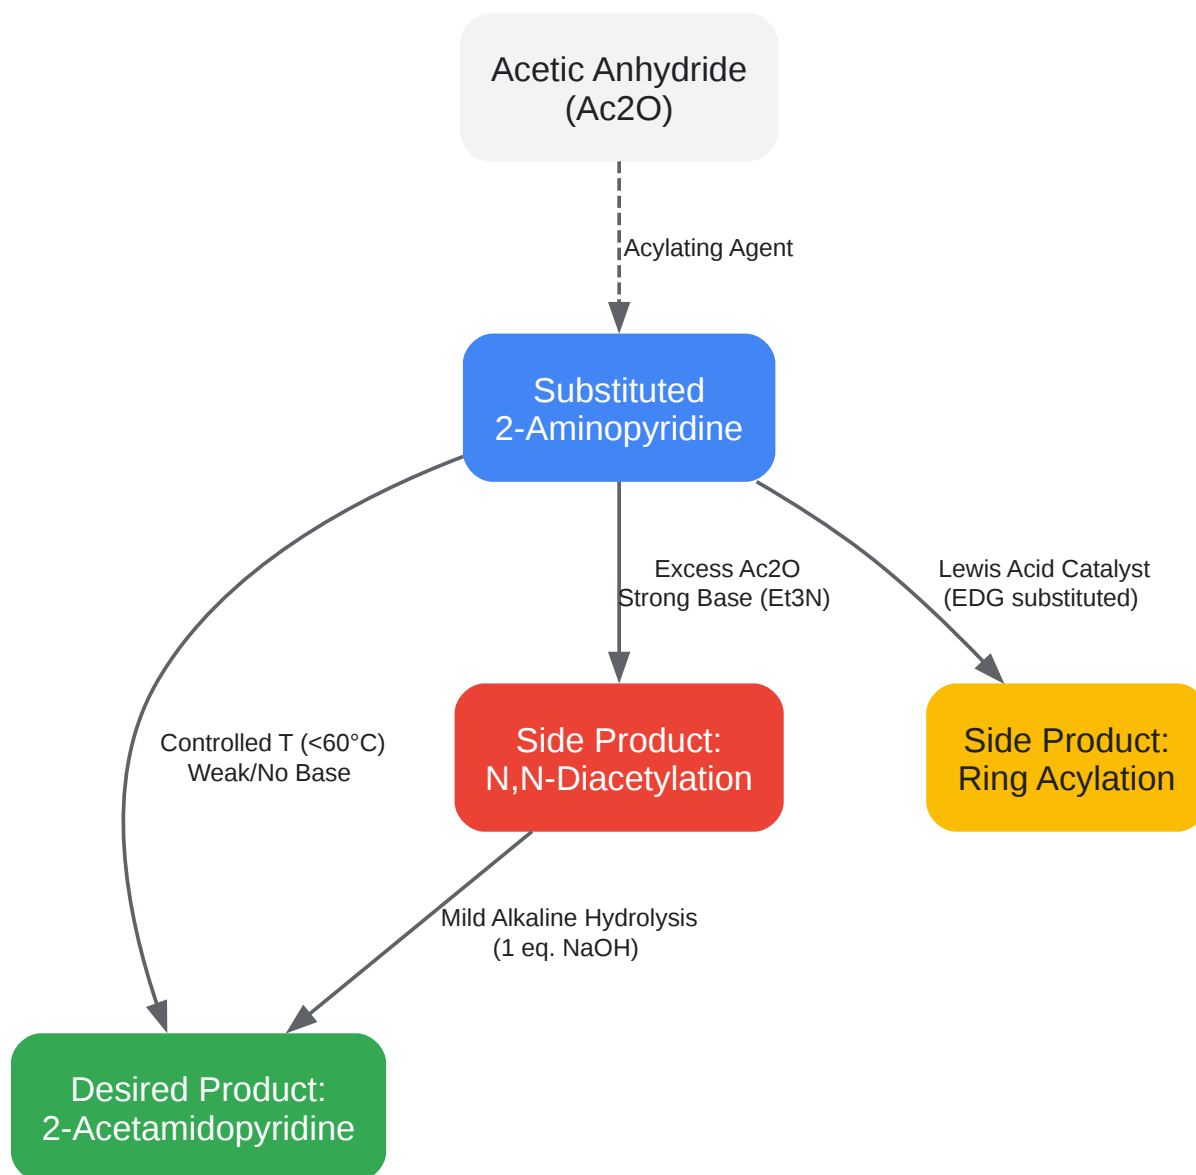 Acetic Anhydride
(Ac2O)
Acylating Agent
Substituted
2-Aminopyridine
Excess Ac2O
Strong Base (Et3N)
Lewis Acid Catalyst
(EDG substituted)
Controlled T (<60°C)
Weak/No Base
Side Product:
N,N-Diacetylation
Side Product:
Ring Acylation
Mild Alkaline Hydrolysis
(1 eq. NaOH)
Desired Product:
2-Acetamidopyridine